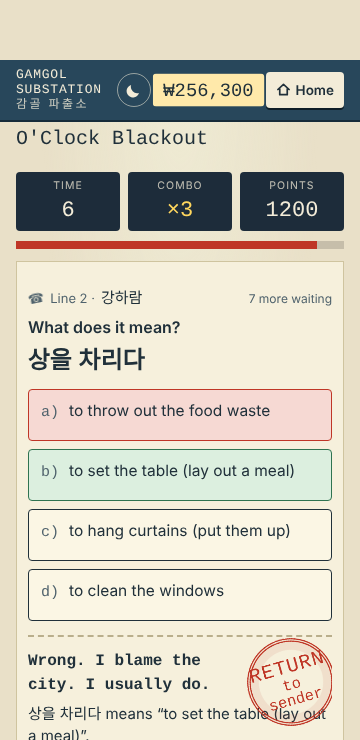 GAMGOL
SUBSTATION
감골 파출소
₩256,300
Home
O'Clock Blackout
TIME
6
COMBO
×3
POINTS
1200
☎ Line 2 · 강하람
7 more waiting
What does it mean?
상을 차리다
a) to throw out the food waste
b) to set the table (lay out a meal)
c) to hang curtains (put them up)
d) to clean the windows
Wrong. I blame the
city. I usually do.
RETURN
to
sender
상을 차리다 means “to set the table (lay out
a meal)”.